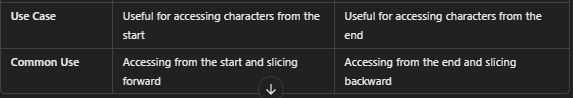 Use Case
Useful for accessing characters from the
start
Useful for accessing characters from the
end
Common Use
Accessing from the start and slicing
forward
Accessing from the end and slicing
backward